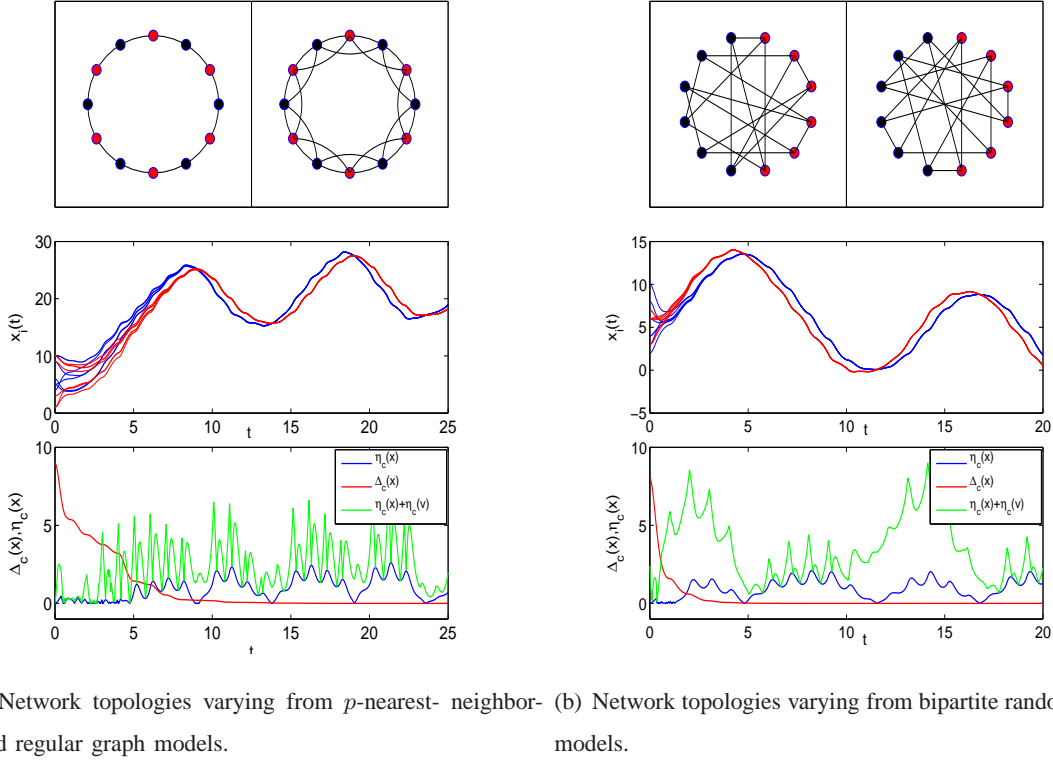 30
20
10
0
x_i(t)
0 5 10 15 20 25
t
15
10
5
0
−5
x_i(t)
0 5 10 15 20
t
10
5
0
Δ_c(x),η_c(x)
η_c(x)
Δ_c(x)
η_c(x)+η_c(v)
0 5 10 15 20 25
t
10
5
0
Δ_c(x),η_c(x)
η_c(x)
Δ_c(x)
η_c(x)+η_c(v)
0 5 10 15 20
t
Network topologies varying from p-nearest- neighbor-
regular graph models.
(b) Network topologies varying from bipartite rando
models.